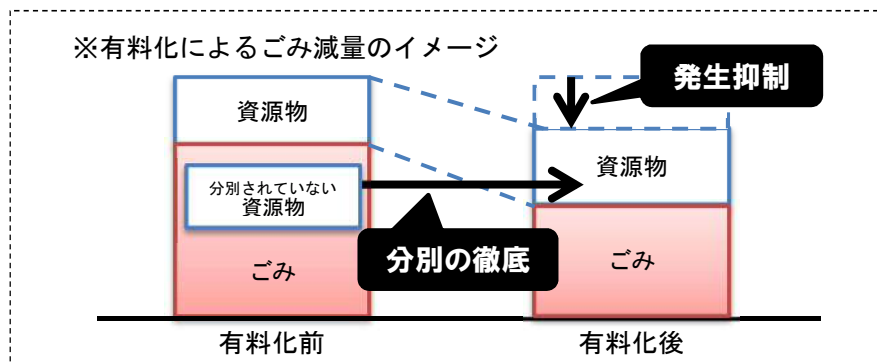 ※有料化によるごみ減量のイメージ
発生抑制
資源物
資源物
分別されていない
資源物
分別の徹底
ごみ
ごみ
有料化前
有料化後